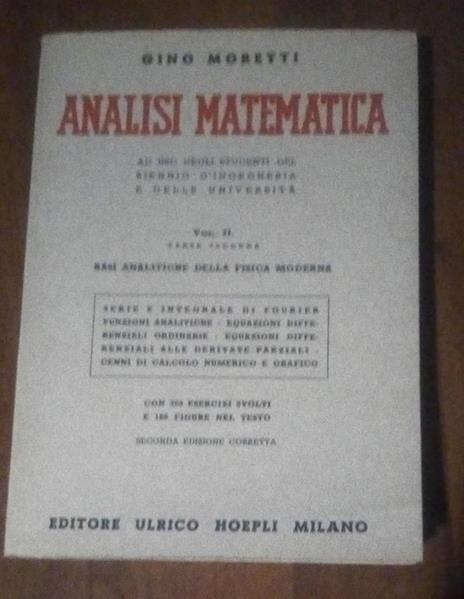 GINO MORETTI
ANALISI MATEMATICA
AD USO DEGLI STUDENTI DEL
BIENNIO D'INGEGNERIA
E DELLE UNIVERSITÀ
VOL. II
PARTE SECONDA
BASI ANALITICHE DELLA FISICA MODERNA
SERIE E INTEGRALE DI FOURIER
FUNZIONI ANALITICHE - EQUAZIONI DIFFE-
RENZIALI ORDINARIE - EQUAZIONI DIFFE-
RENZIALI ALLE DERIVATE PARZIALI -
CENNI DI CALCOLO NUMERICO E GRAFICO
CON ESERCIZI SVOLTI
E FIGURE NEL TESTO
SECONDA EDIZIONE CORRETTA
EDITORE ULRICO HOEPLI MILANO